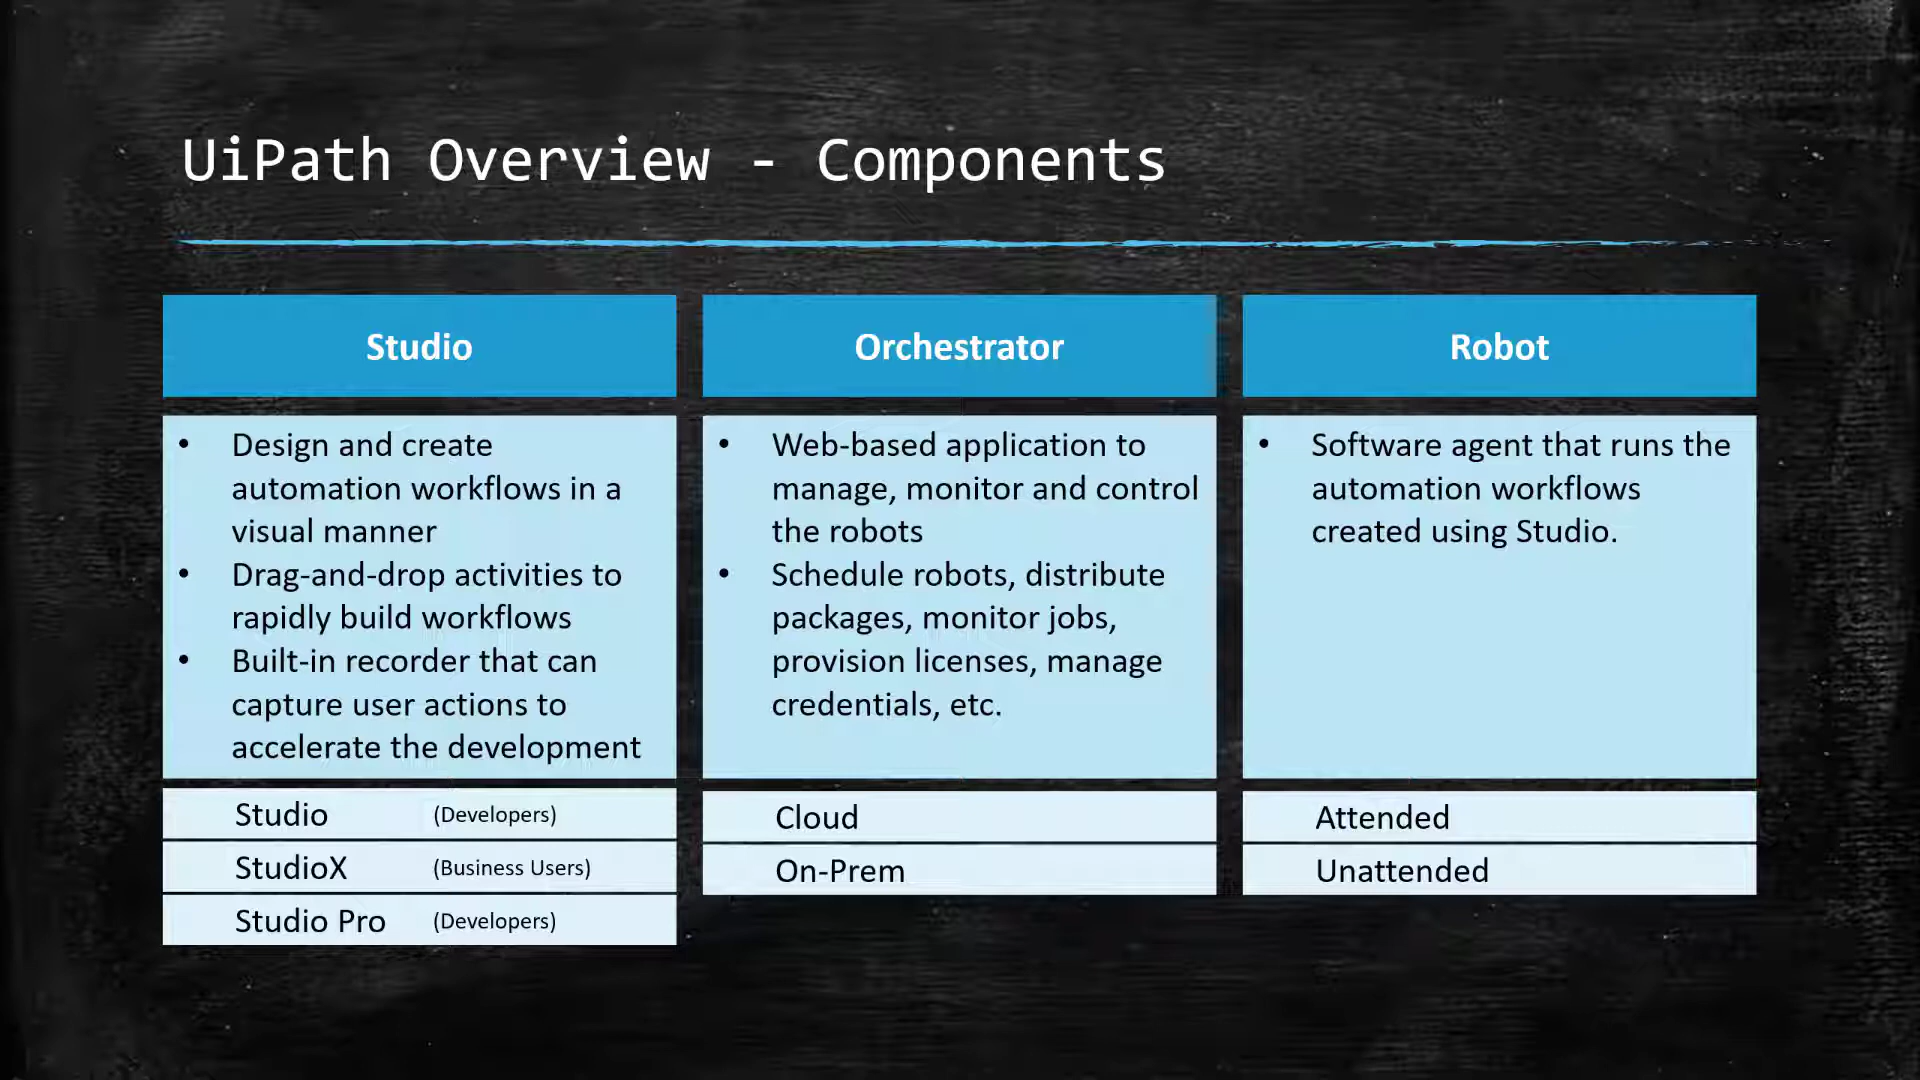 UiPath Overview - Components
Studio
• Design and create
automation workflows in a
visual manner
• Drag-and-drop activities to
rapidly build workflows
• Built-in recorder that can
capture user actions to
accelerate the development
Studio (Developers)
StudioX (Business Users)
Studio Pro (Developers)
Orchestrator
• Web-based application to
manage, monitor and control
the robots
• Schedule robots, distribute
packages, monitor jobs,
provision licenses, manage
credentials, etc.
Cloud
On-Prem
Robot
• Software agent that runs the
automation workflows
created using Studio.
Attended
Unattended